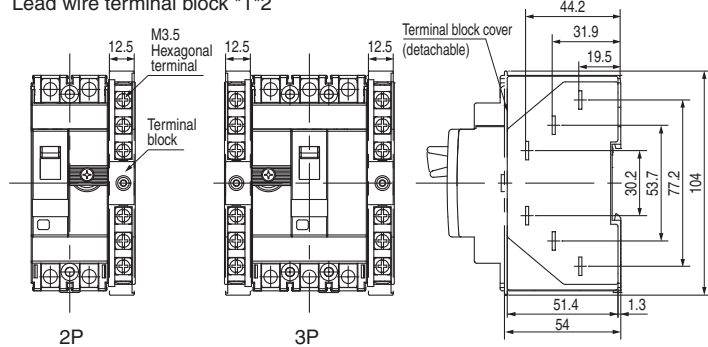 Lead wire terminal block *1*2
12.5
M3.5
Hexagonal
terminal
Terminal
block
2P
12.5
12.5
3P
Terminal block cover
(detachable)
44.2
31.9
19.5
30.2
53.7
77.2
104
51.4
1.3
54